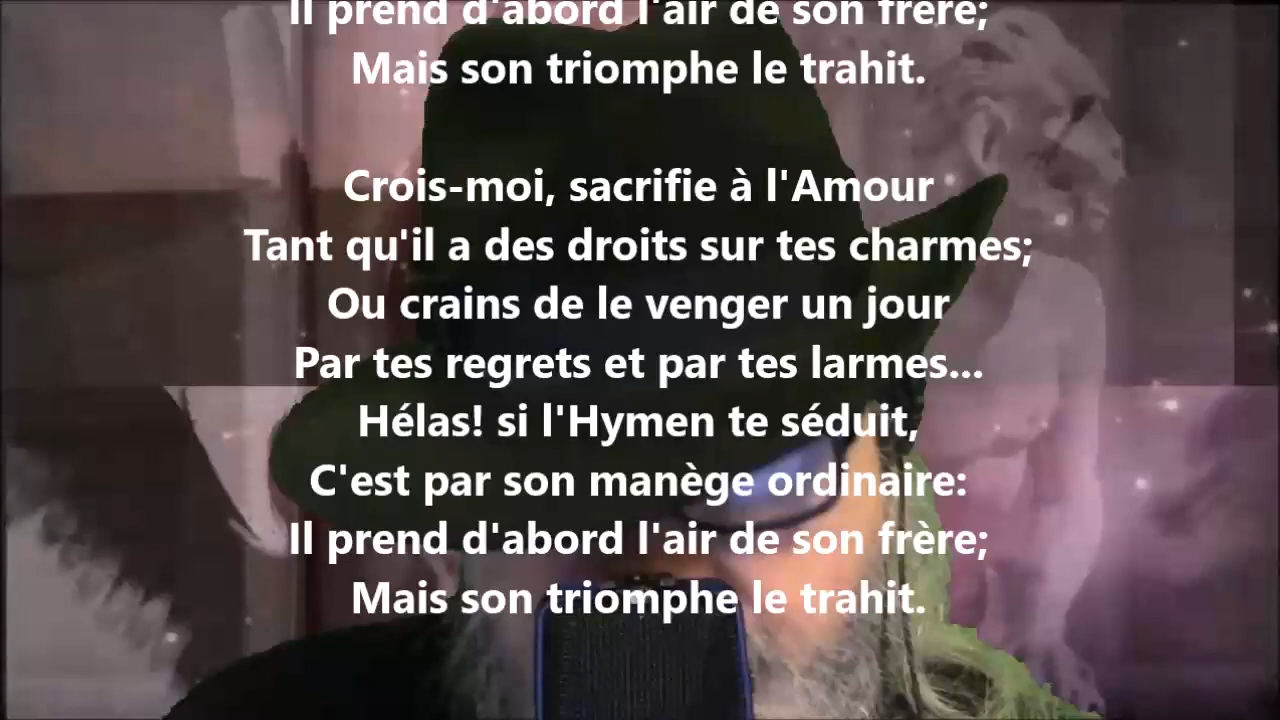 Il prend d'abord l'air de son frère;
Mais son triomphe le trahit.
Crois-moi, sacrifie à l'Amour
Tant qu'il a des droits sur tes charmes;
Ou crains de le venger un jour
Par tes regrets et par tes larmes...
Hélas! si l'Hymen te séduit,
C'est par son manège ordinaire:
Il prend d'abord l'air de son frère;
Mais son triomphe le trahit.